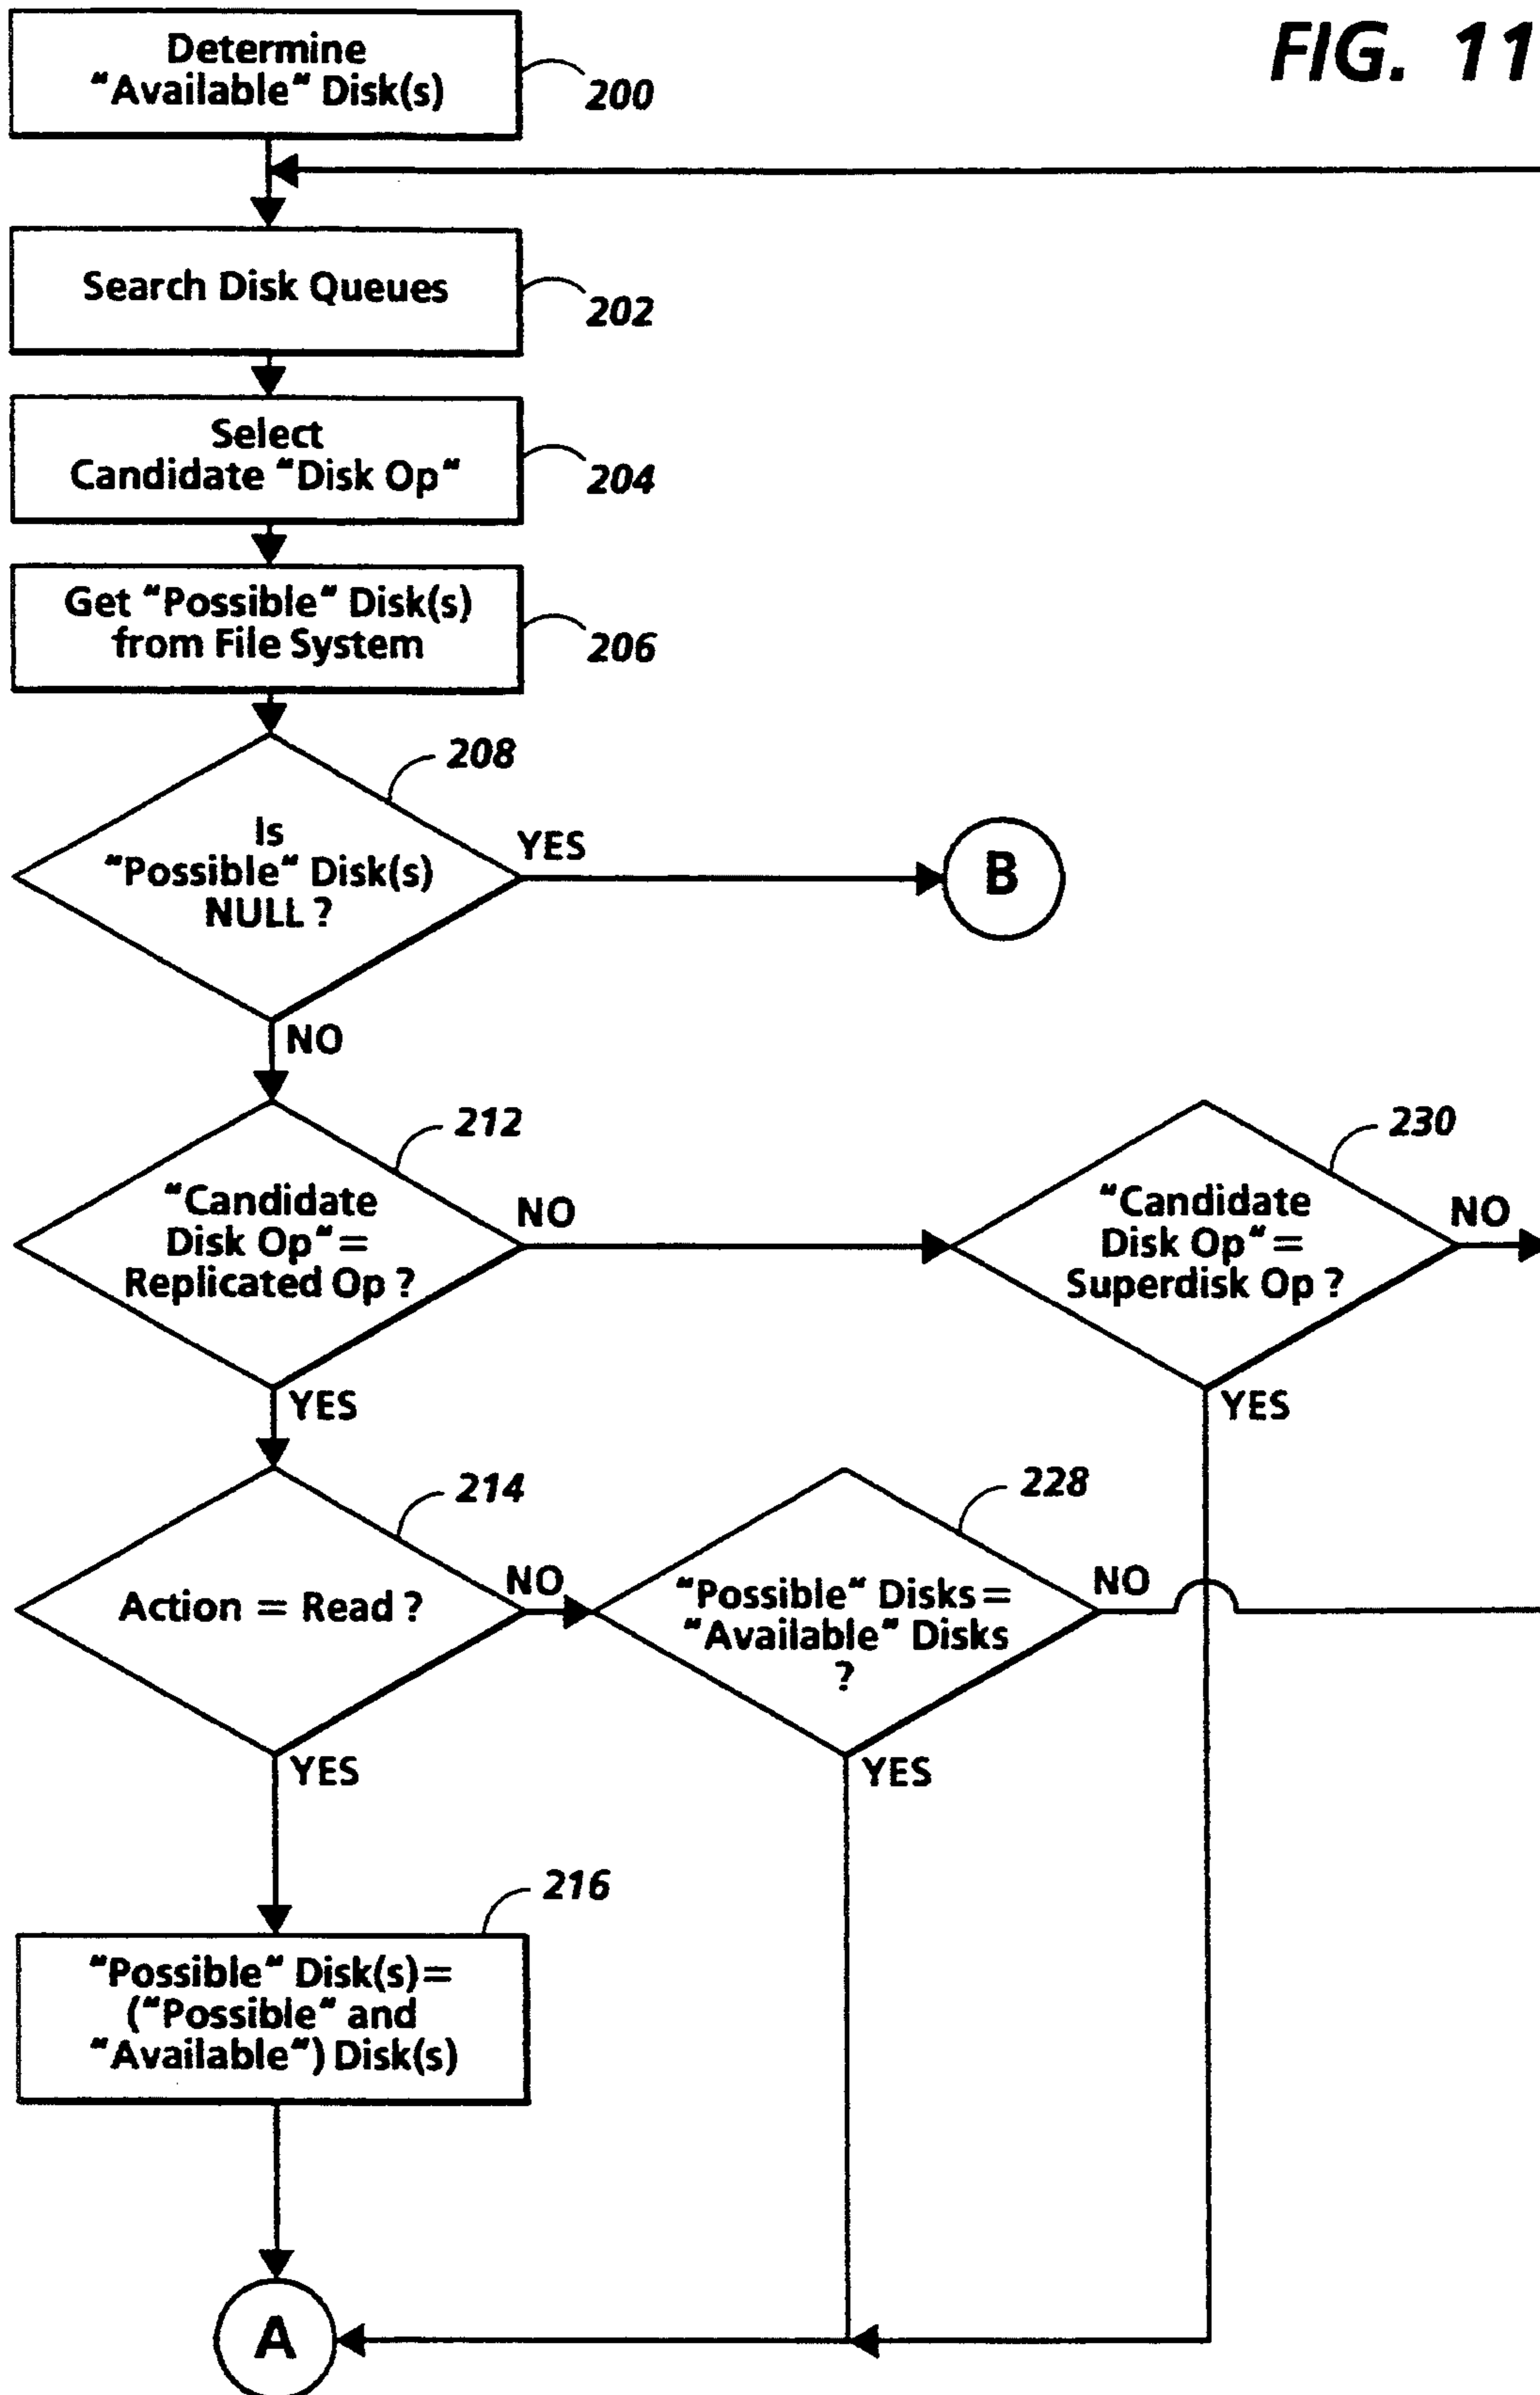 FIG. 11
Determine
"Available" Disk(s)
200
Search Disk Queues
202
Select
Candidate "Disk Op"
204
Get "Possible" Disk(s)
from File System
206
208
Is
"Possible" Disk(s)
NULL ?
YES
B
NO
212
"Candidate
Disk Op" =
Replicated Op ?
NO
230
"Candidate
Disk Op" =
Superdisk Op ?
NO
YES
YES
214
Action = Read ?
NO
228
"Possible" Disks =
"Available" Disks
?
NO
YES
YES
216
"Possible" Disk(s) =
("Possible" and
"Available") Disk(s)
A